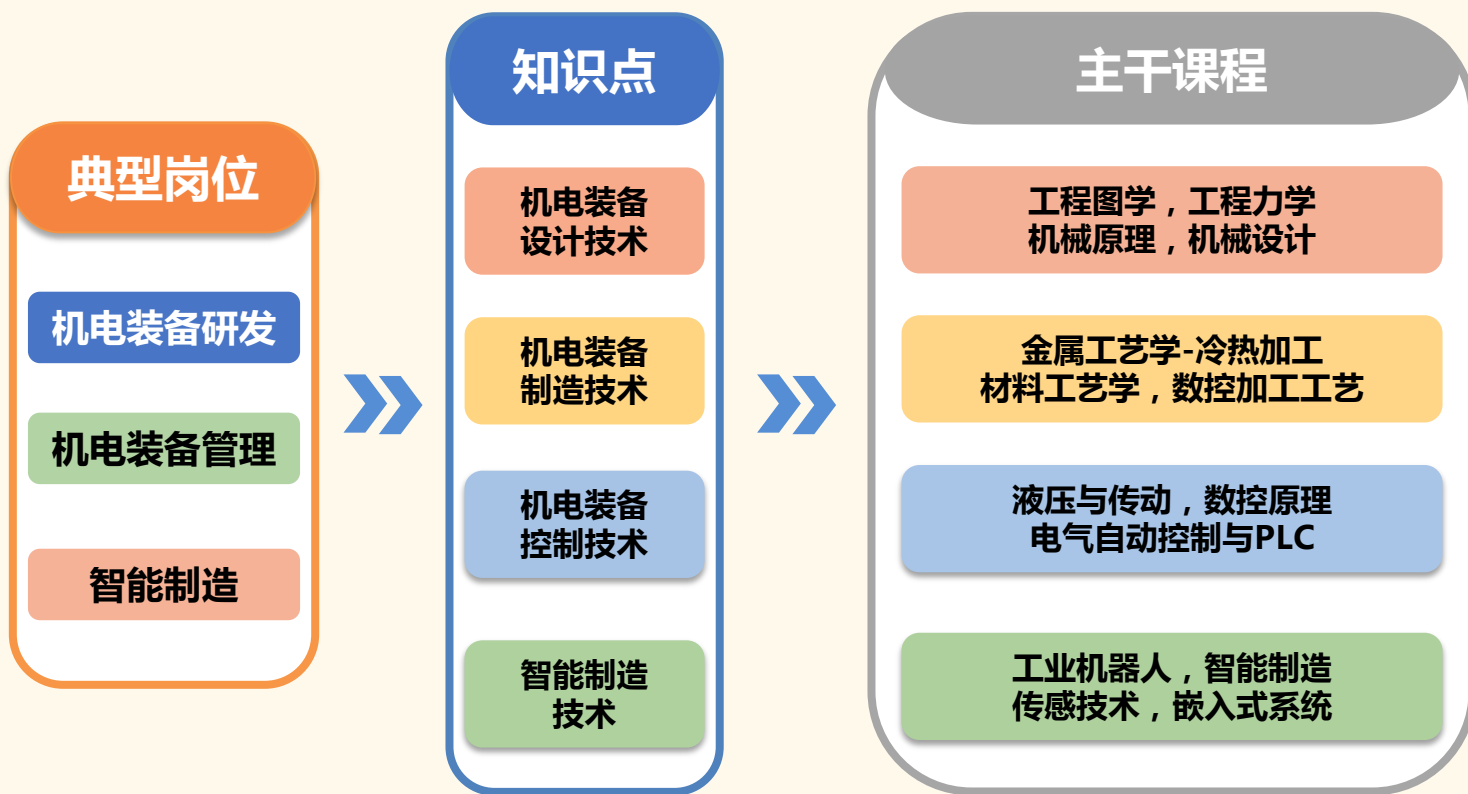 典型岗位
机电装备研发
机电装备管理
智能制造
知识点
机电装备
设计技术
机电装备
制造技术
机电装备
控制技术
智能制造
技术
主干课程
工程图学，工程力学
机械原理，机械设计
金属工艺学-冷热加工
材料工艺学，数控加工工艺
液压与传动，数控原理
电气自动控制与PLC
工业机器人，智能制造
传感技术，嵌入式系统